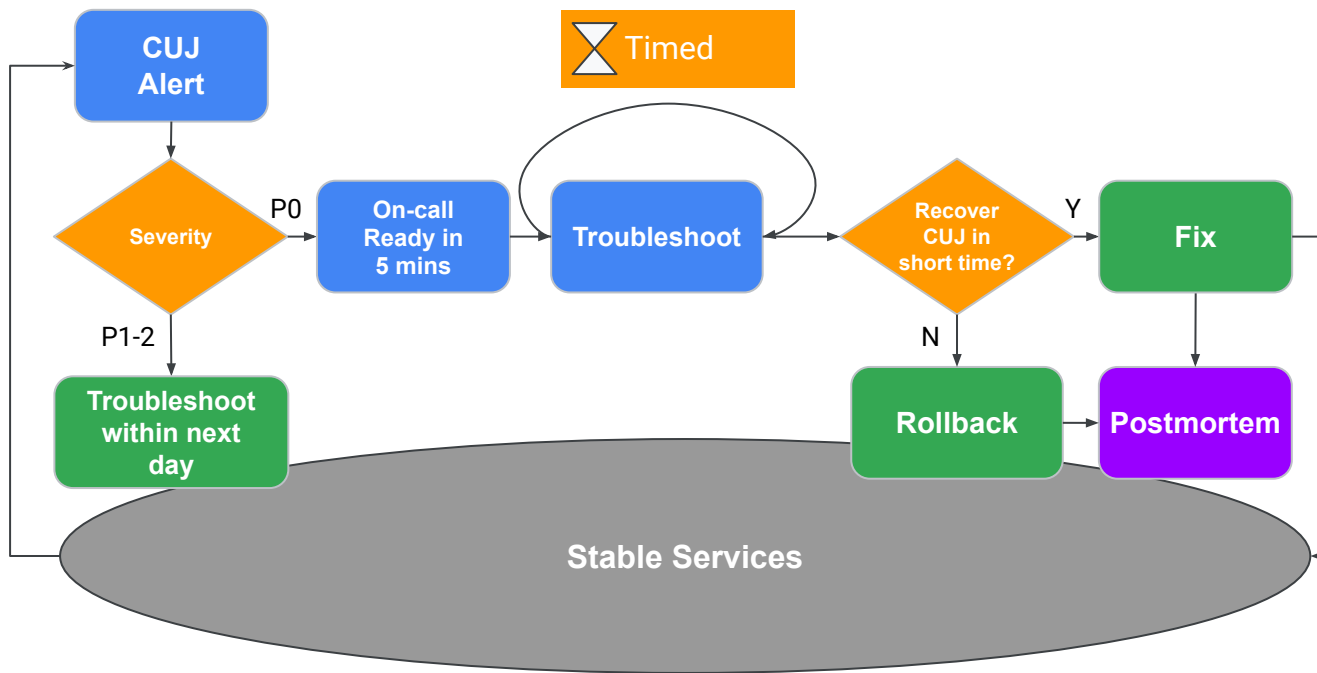 CUJ
Alert
Timed
Severity
P0
On-call
Ready in
5 mins
Troubleshoot
Recover
CUJ in
short time?
Y
Fix
P1-2
N
Troubleshoot
within next
day
Rollback
Postmortem
Stable Services